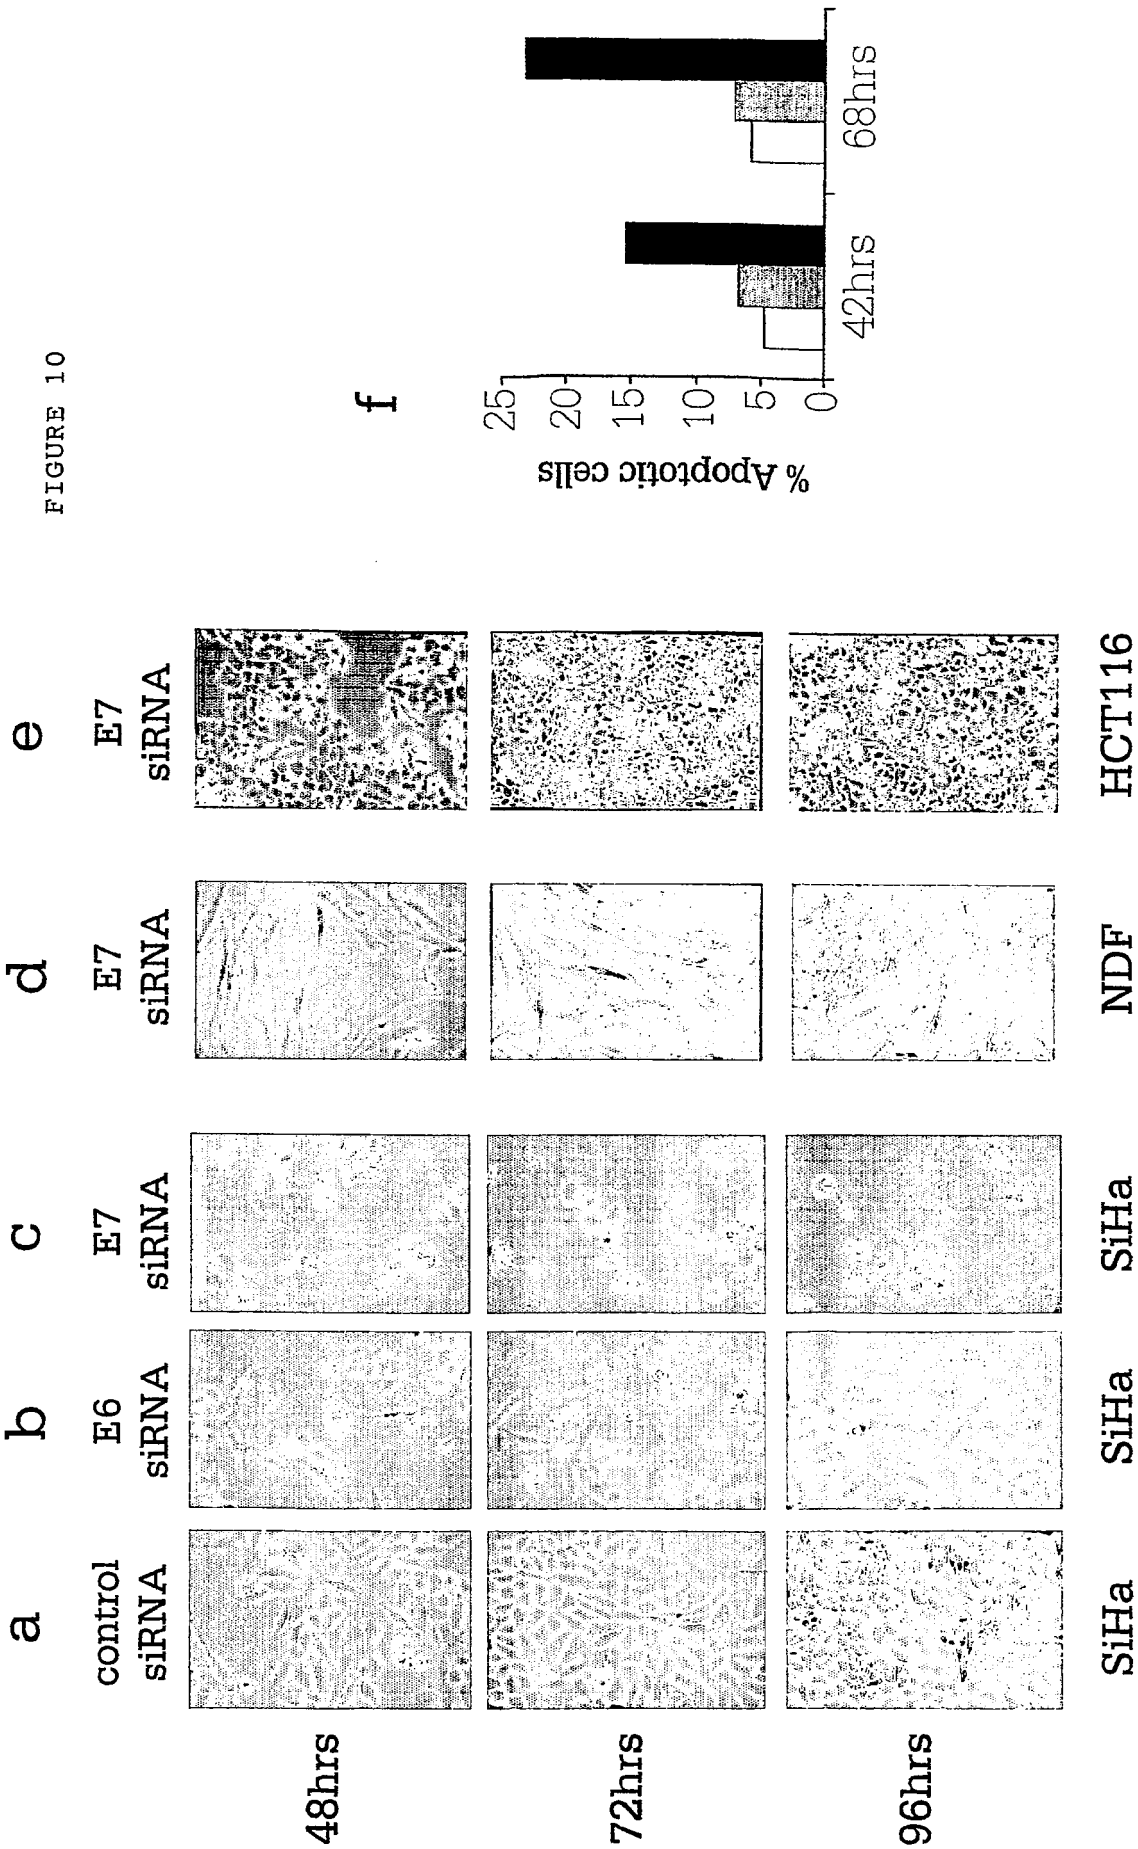 FIGURE 10
a
b
c
d
e
control
siRNA
E6
siRNA
E7
siRNA
E7
siRNA
E7
siRNA
48hrs
72hrs
96hrs
SiHa
SiHa
SiHa
NDF
HCT116
f
% Apoptotic cells
25
20
15
10
5
0
42hrs
68hrs